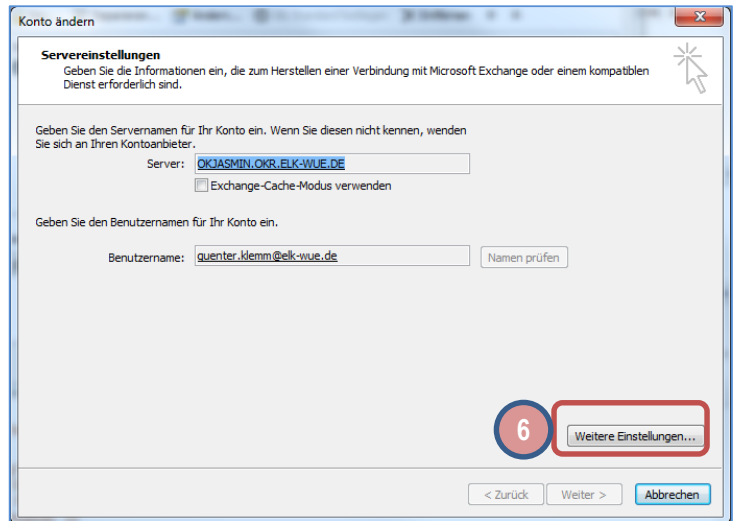 Konto ändern
Servereinstellungen
Geben Sie die Informationen ein, die zum Herstellen einer Verbindung mit Microsoft Exchange oder einem kompatiblen
Dienst erforderlich sind.
Geben Sie den Servernamen für Ihr Konto ein. Wenn Sie diesen nicht kennen, wenden
Sie sich an Ihren Kontoanbieter.
Server: OKJASMIN.OKR.ELK-WUE.DE
Exchange-Cache-Modus verwenden
Geben Sie den Benutzernamen für Ihr Konto ein.
Benutzername: guenter.klemm@elk-wue.de Namen prüfen
6 Weitere Einstellungen...
< Zurück Weiter > Abbrechen